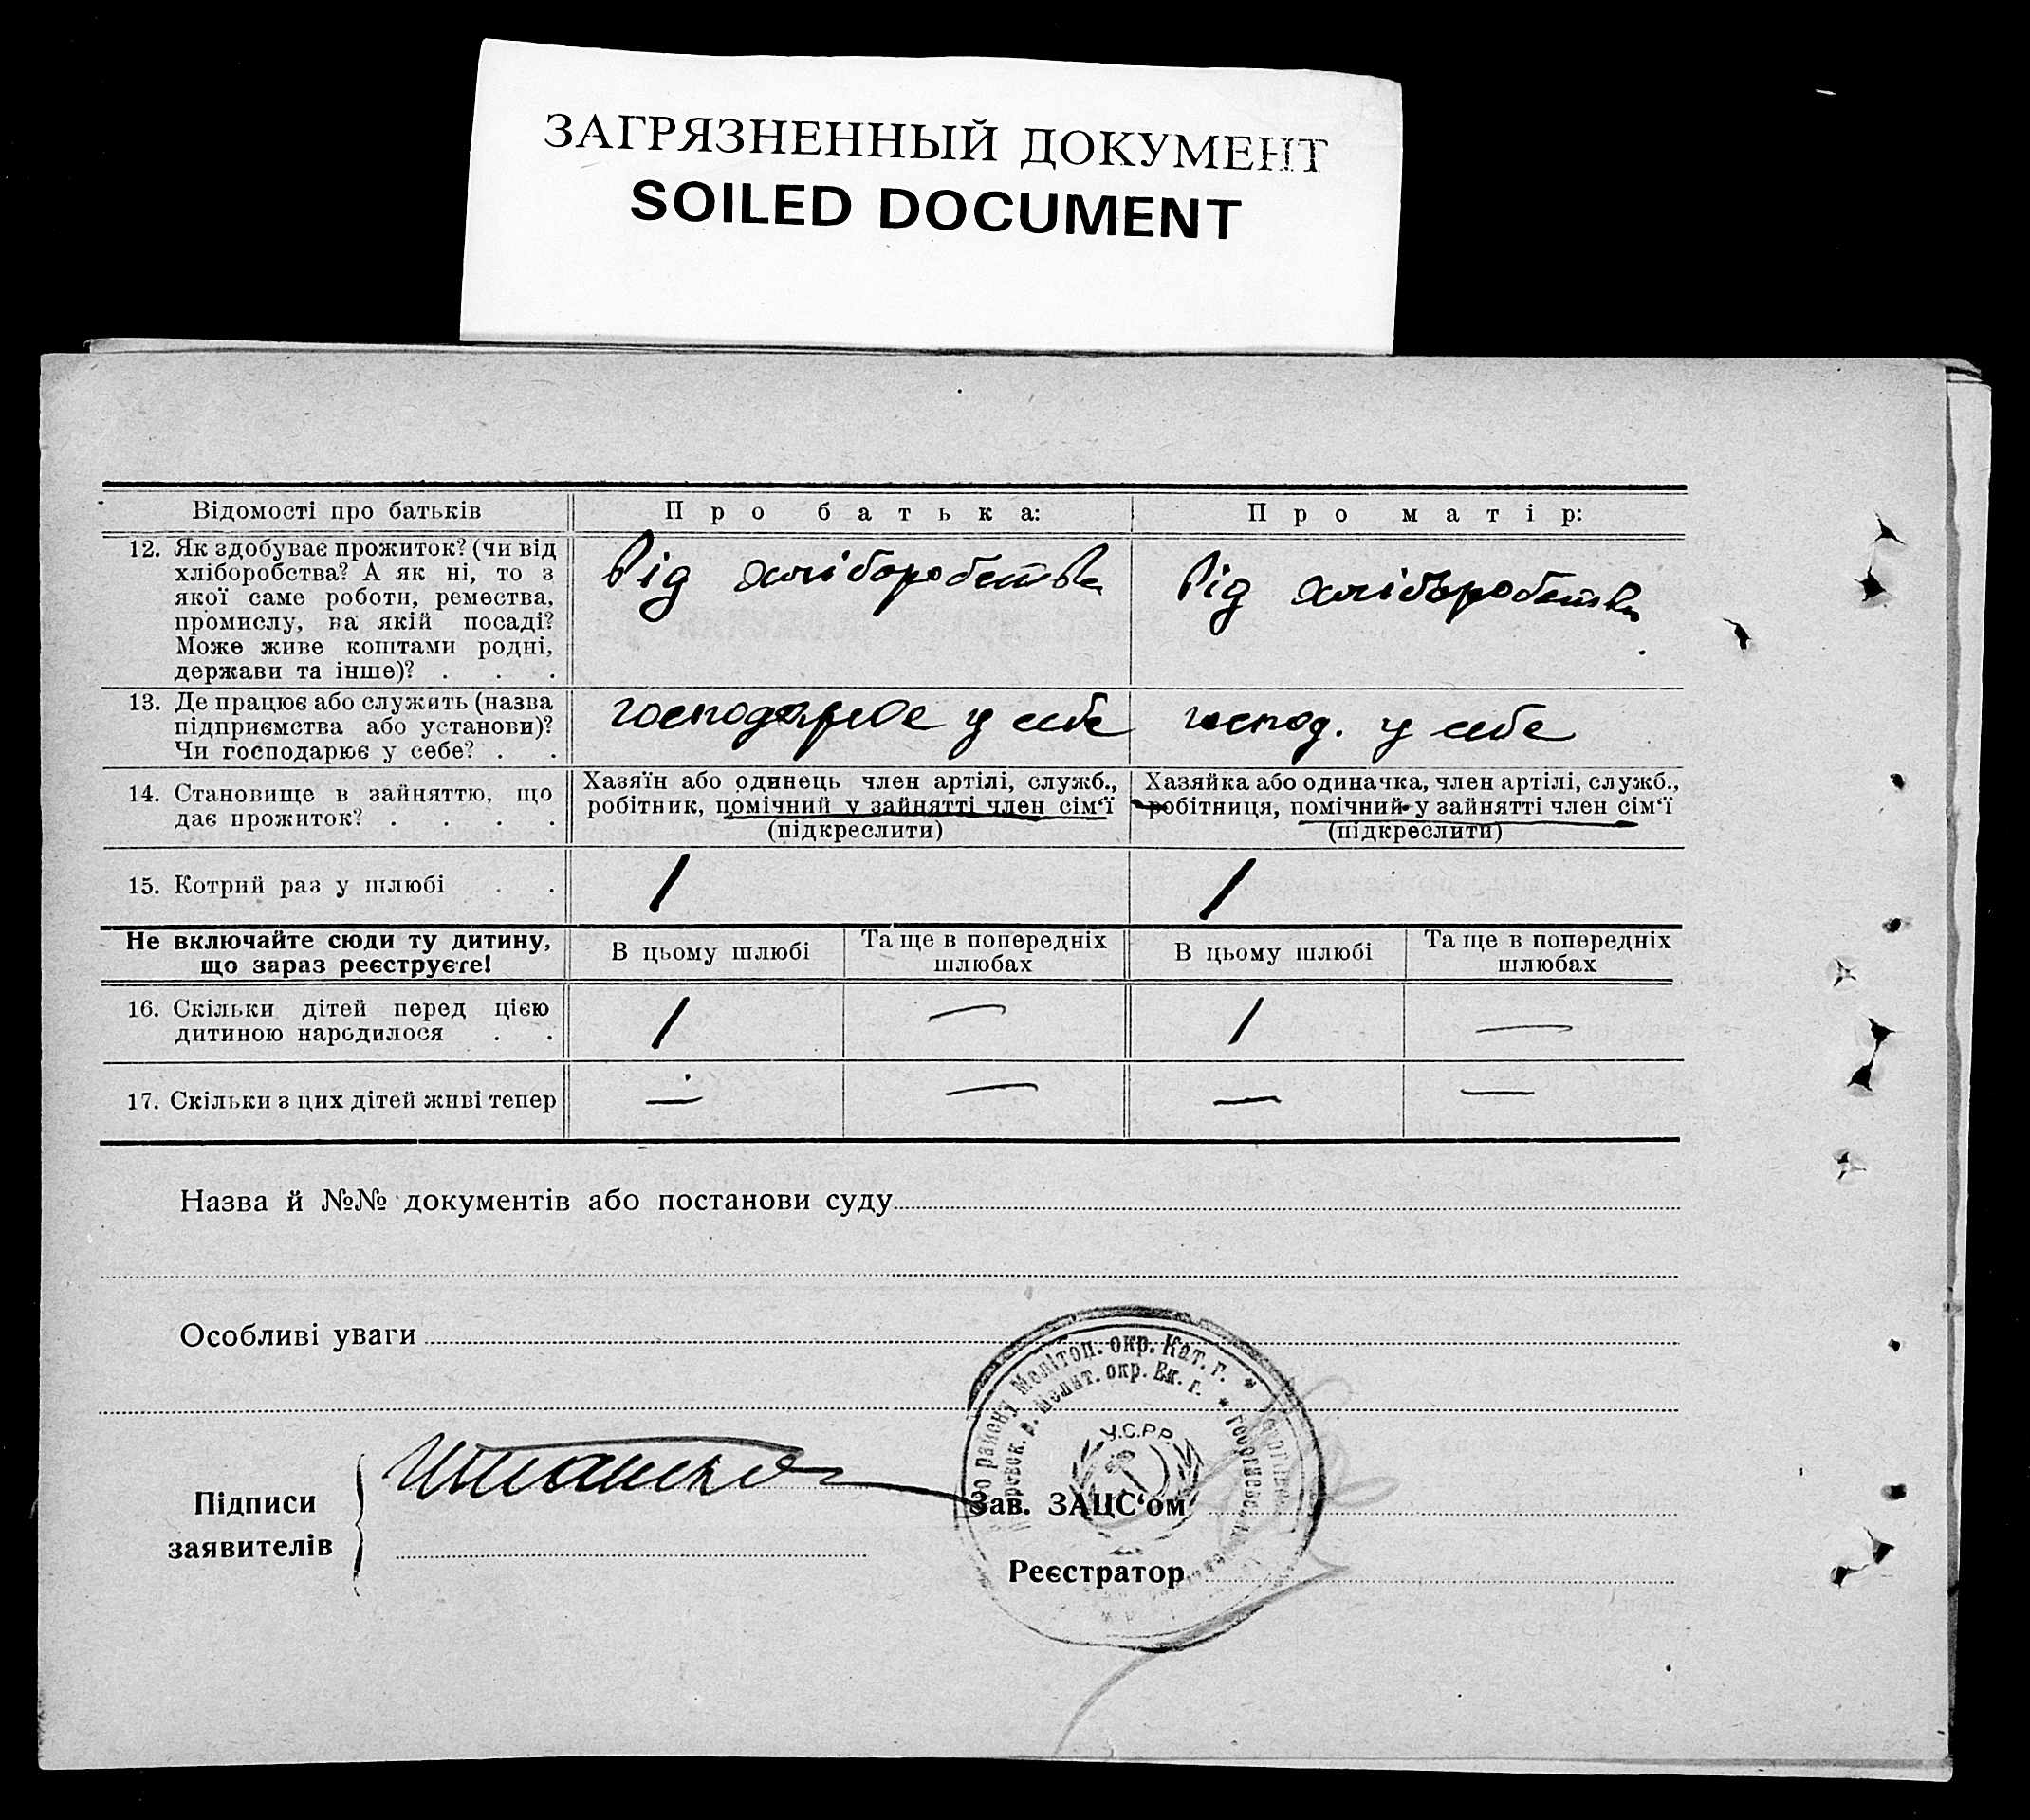 ЗАГРЯЗНЕННЫЙ ДОКУМЕНТ
SOILED DOCUMENT
Відомості про батьків
Про батька:
Про матір:
12. Як здобуває прожиток? (чи від
хліборобства? А як ні, то з
якої саме роботи, ремества,
промислу, на якій посаді?
Може живе коштами родні,
держави та інше)? . . .
Від хліборобства
Від хліборобства
13. Де працює або служить (назва
підприємства або установи)?
Чи господарює у себе? . .
господарює у себе
господ. у себе
14. Становище в зайняттю, що
дає прожиток? . . . .
Хазяїн або одинець член артілі, служб.,
робітник, помічний у зайнятті член сім‘ї
(підкреслити)
Хазяйка або одиначка, член артілі, служб.,
робітниця, помічний у зайнятті член сім‘ї
(підкреслити)
15. Котрий раз у шлюбі . .
1
1
Не включайте сюди ту дитину,
що зараз реєструєте!
В цьому шлюбі
Та ще в попередніх
шлюбах
В цьому шлюбі
Та ще в попередніх
шлюбах
16. Скільки дітей перед цією
дитиною народилося . .
1
—
1
—
17. Скільки з цих дітей живі тепер
—
—
—
—
Назва й №№ документів або постанови суду
Особливі уваги
району Мелітоп. окр. Кат. г. *
р. Мелит. окр. Ек. г. *
У.С.Р.Р.
Підписи
заявителів
Зав. ЗАЦС‘ом
Реєстратор